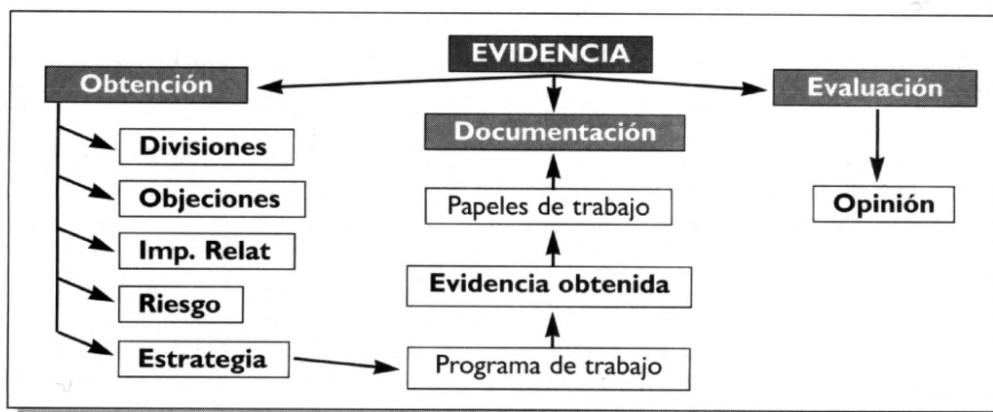 EVIDENCIA
Obtención
Divisiones
Objeciones
Imp. Relat
Riesgo
Estrategia
Documentación
Papeles de trabajo
Evidencia obtenida
Programa de trabajo
Evaluación
Opinión